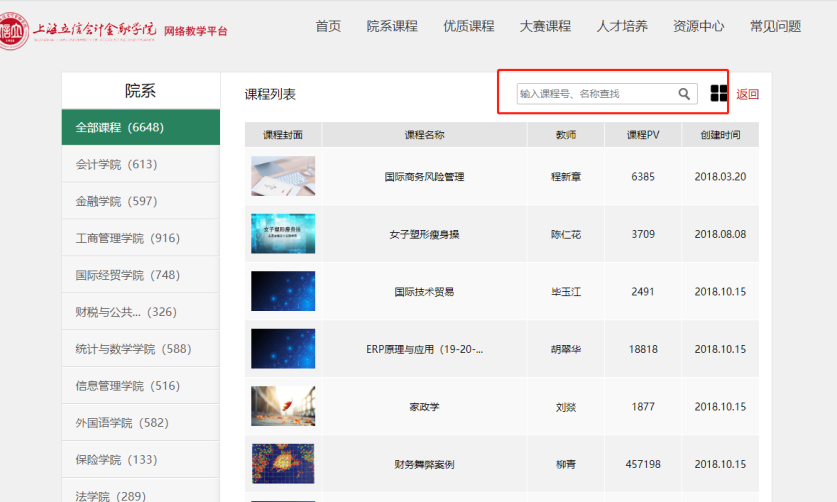 上海立信会计金融学院 网络教学平台
首页 院系课程 优质课程 大赛课程 人才培养 资源中心 常见问题
院系
全部课程（6648）
会计学院（613）
金融学院（597）
工商管理学院（916）
国际经贸学院（748）
财税与公共...（326）
统计与数学学院（588）
信息管理学院（516）
外国语学院（582）
保险学院（133）
法学院（289）
课程列表
输入课程号、名称查找
返回
课程封面 课程名称 教师 课程PV 创建时间
国际商务风险管理 程新章 6385 2018.03.20
女子塑形瘦身操
女子塑形瘦身操 陈仁花 3709 2018.08.08
国际技术贸易 毕玉江 2491 2018.10.15
ERP原理与应用（19-20-... 胡翠华 18818 2018.10.15
家政学 刘燚 1877 2018.10.15
财务舞弊案例 柳青 457198 2018.10.15